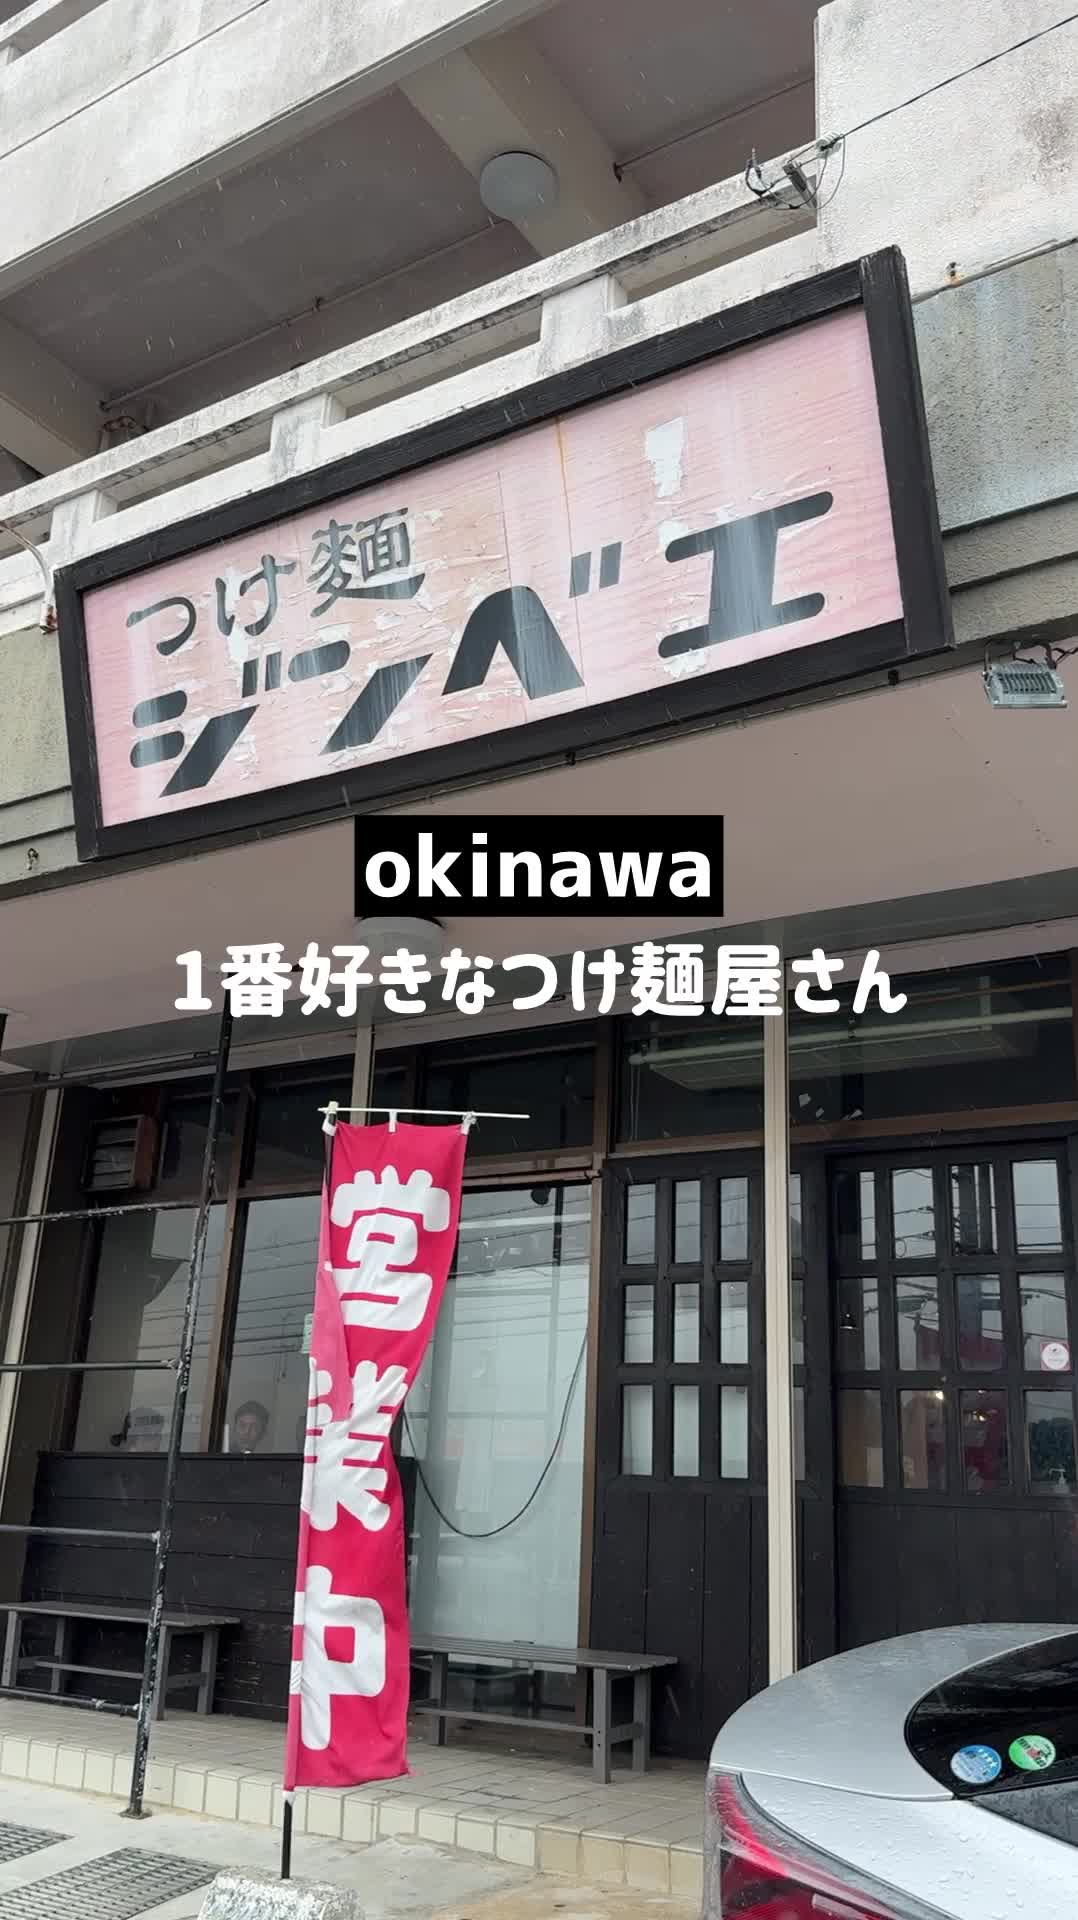 つけ麺
ジンベエ
okinawa
1番好きなつけ麺屋さん
営業中